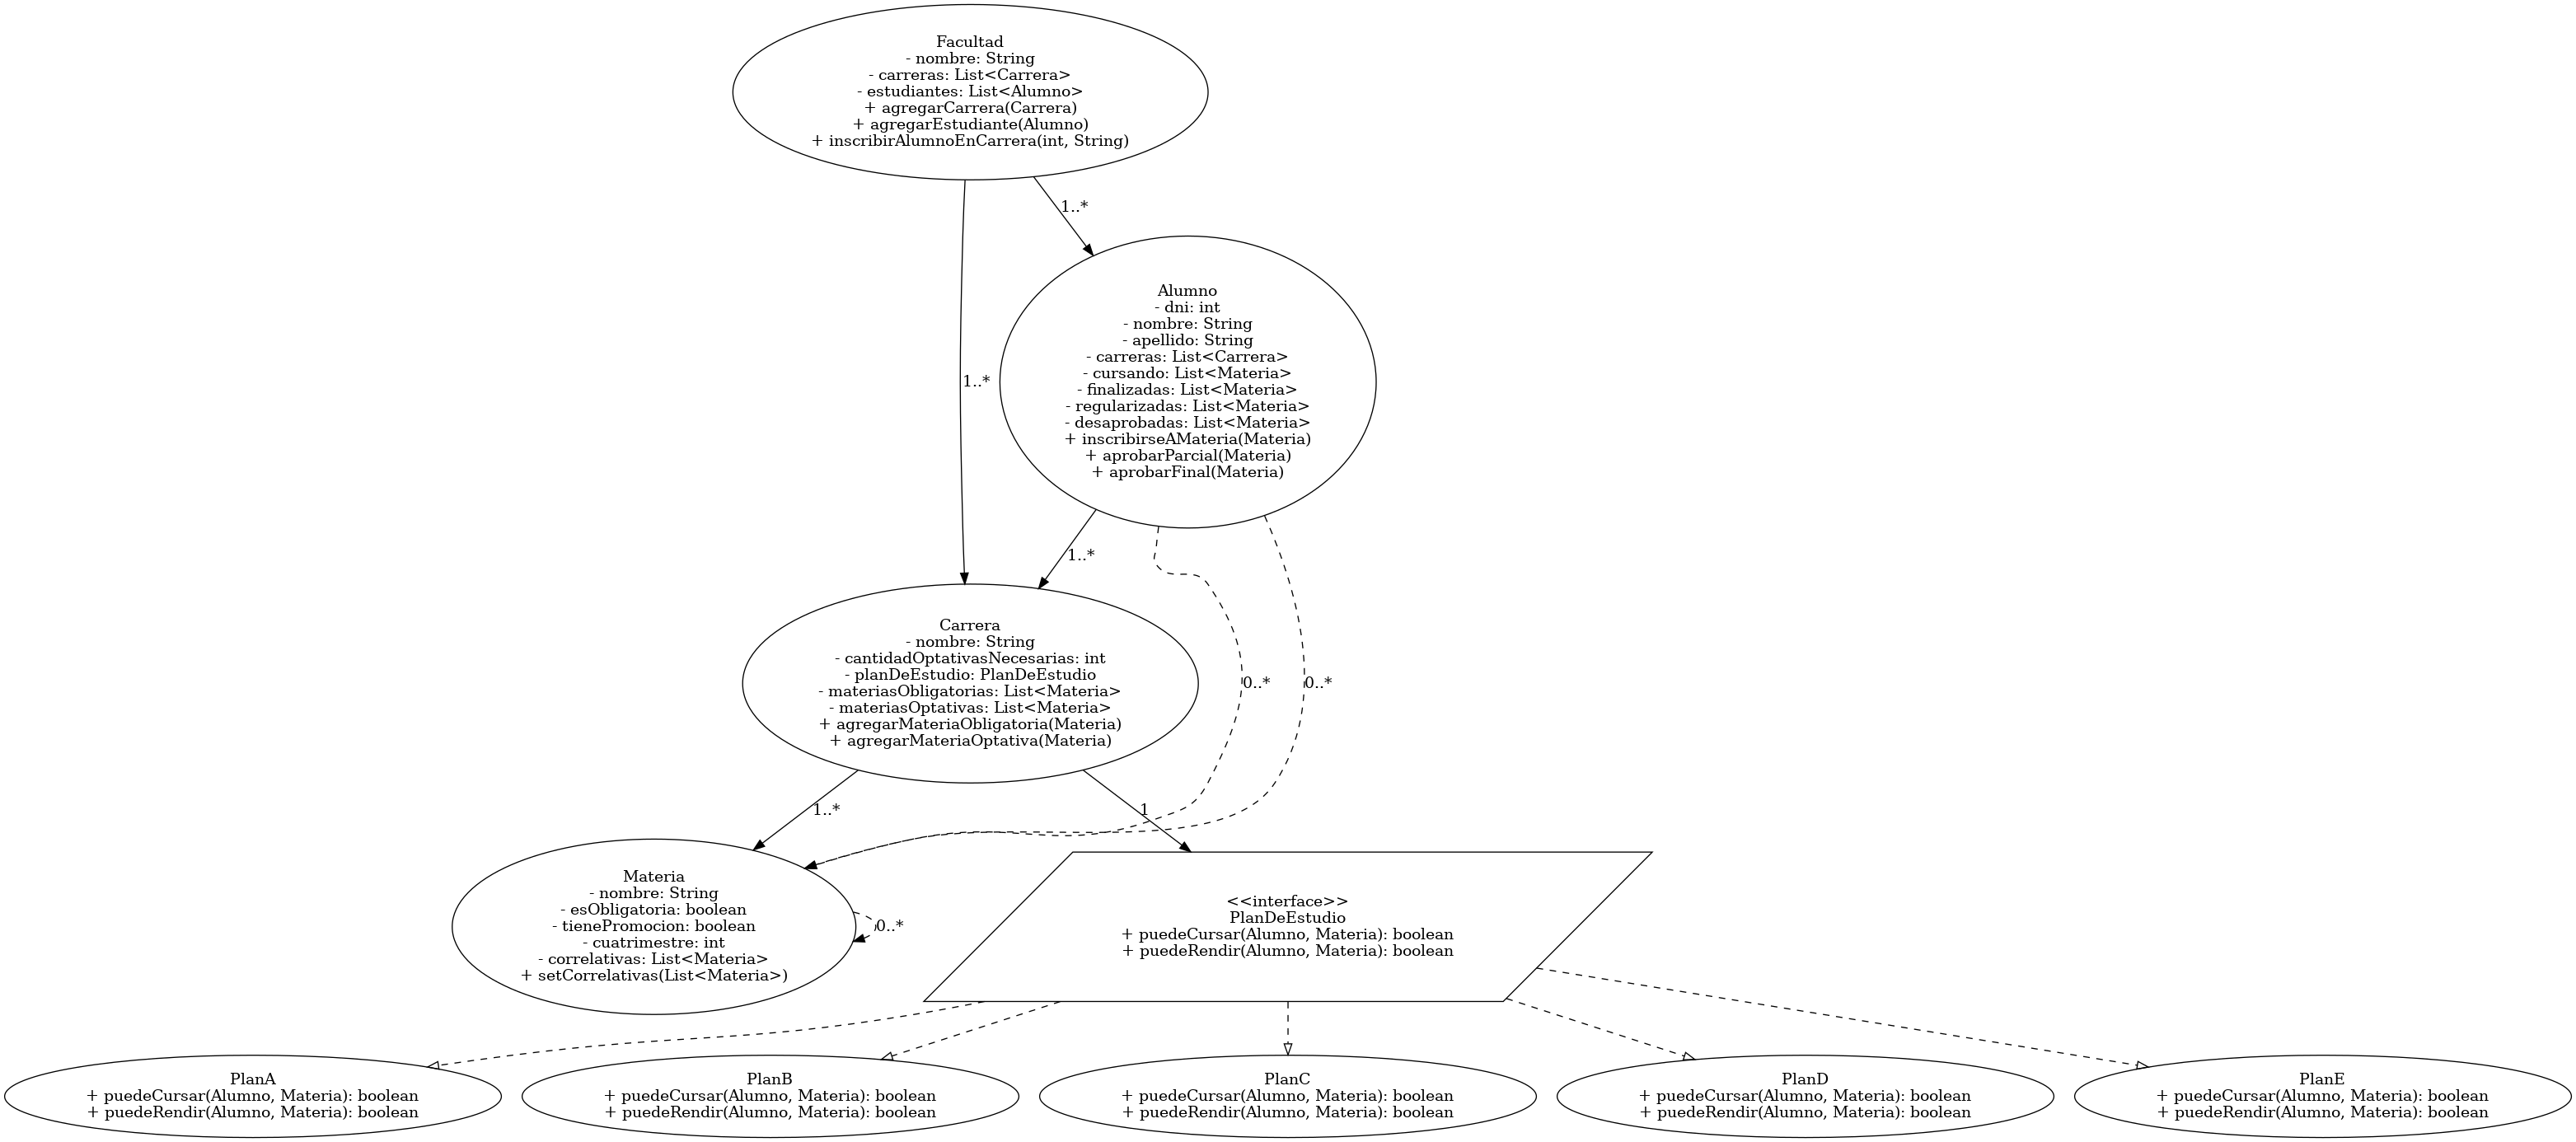 Facultad
- nombre: String
- carreras: List<Carrera>
- estudiantes: List<Alumno>
+ agregarCarrera(Carrera)
+ agregarEstudiante(Alumno)
+ inscribirAlumnoEnCarrera(int, String)
1..*
Alumno
- dni: int
- nombre: String
- apellido: String
- carreras: List<Carrera>
- cursando: List<Materia>
- finalizadas: List<Materia>
- regularizadas: List<Materia>
- desaprobadas: List<Materia>
+ inscribirseAMateria(Materia)
+ aprobarParcial(Materia)
+ aprobarFinal(Materia)
1..*
1..*
Carrera
- nombre: String
- cantidadOptativasNecesarias: int
- planDeEstudio: PlanDeEstudio
- materiasObligatorias: List<Materia>
- materiasOptativas: List<Materia>
+ agregarMateriaObligatoria(Materia)
+ agregarMateriaOptativa(Materia)
0..*
0..*
1..*
1
Materia
- nombre: String
- esObligatoria: boolean
- tienePromocion: boolean
- cuatrimestre: int
- correlativas: List<Materia>
+ setCorrelativas(List<Materia>)
0..*
<<interface>>
PlanDeEstudio
+ puedeCursar(Alumno, Materia): boolean
+ puedeRendir(Alumno, Materia): boolean
PlanA
+ puedeCursar(Alumno, Materia): boolean
+ puedeRendir(Alumno, Materia): boolean
PlanB
+ puedeCursar(Alumno, Materia): boolean
+ puedeRendir(Alumno, Materia): boolean
PlanC
+ puedeCursar(Alumno, Materia): boolean
+ puedeRendir(Alumno, Materia): boolean
PlanD
+ puedeCursar(Alumno, Materia): boolean
+ puedeRendir(Alumno, Materia): boolean
PlanE
+ puedeCursar(Alumno, Materia): boolean
+ puedeRendir(Alumno, Materia): boolean